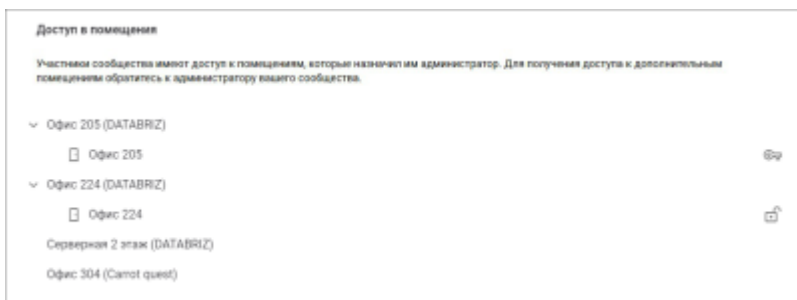 Доступ в помещения
Участники сообщества имеют доступ к помещениям, которые назначил им администратор. Для получения доступа к дополнительным
помещениям обратитесь к администратору вашего сообщества.
Офис 205 (DATABRIZ)
Офис 205
Офис 224 (DATABRIZ)
Офис 224
Серверная 2 этаж (DATABRIZ)
Офис 304 (Carrot quest)